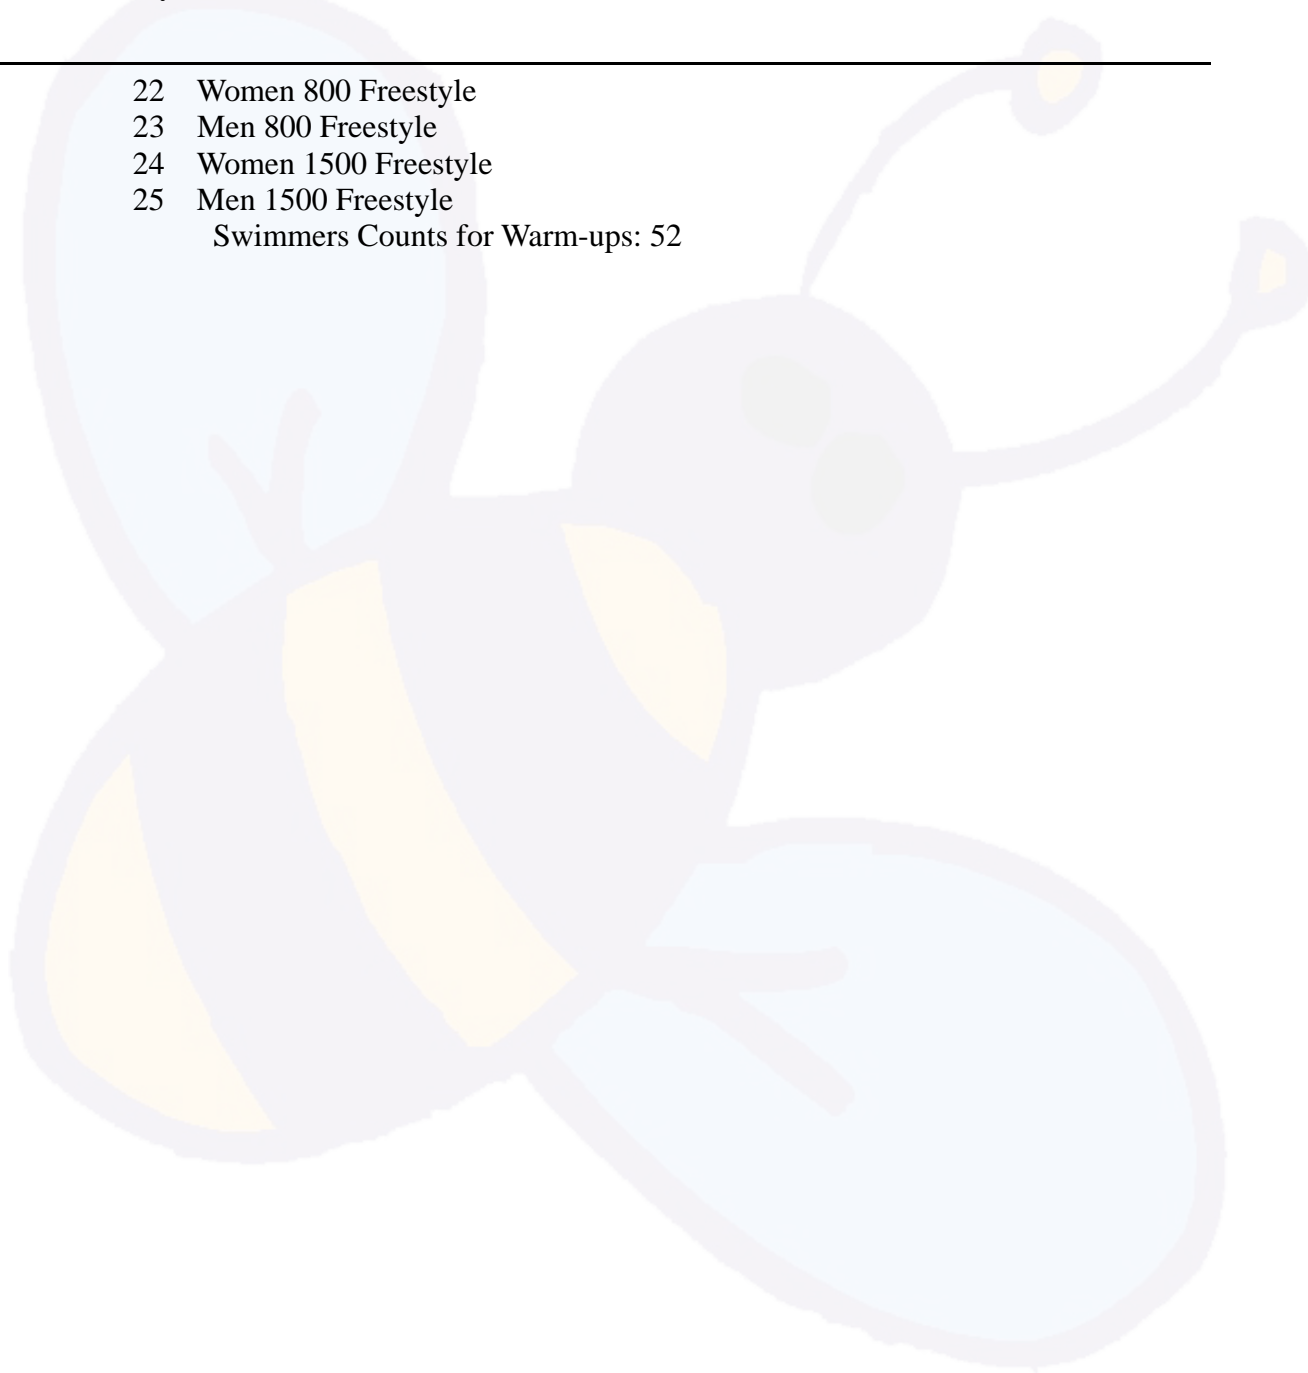 22 Women 800 Freestyle
23 Men 800 Freestyle
24 Women 1500 Freestyle
25 Men 1500 Freestyle
Swimmers Counts for Warm-ups: 52